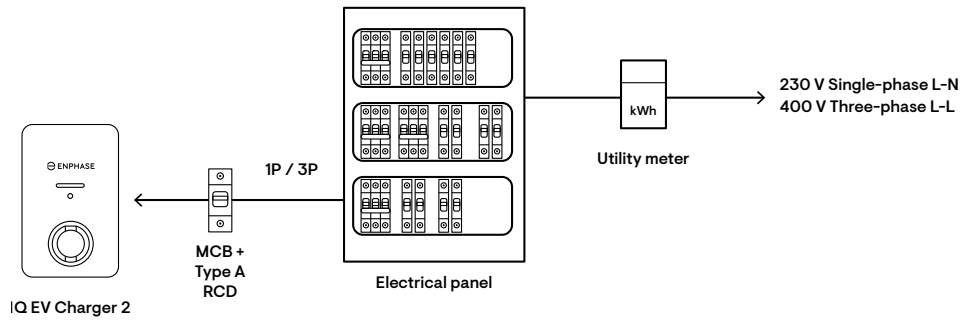 230 V Single-phase L-N
400 V Three-phase L-L
kWh
Utility meter
ENPHASE
1P / 3P
MCB +
Type A
RCD
Electrical panel
IQ EV Charger 2